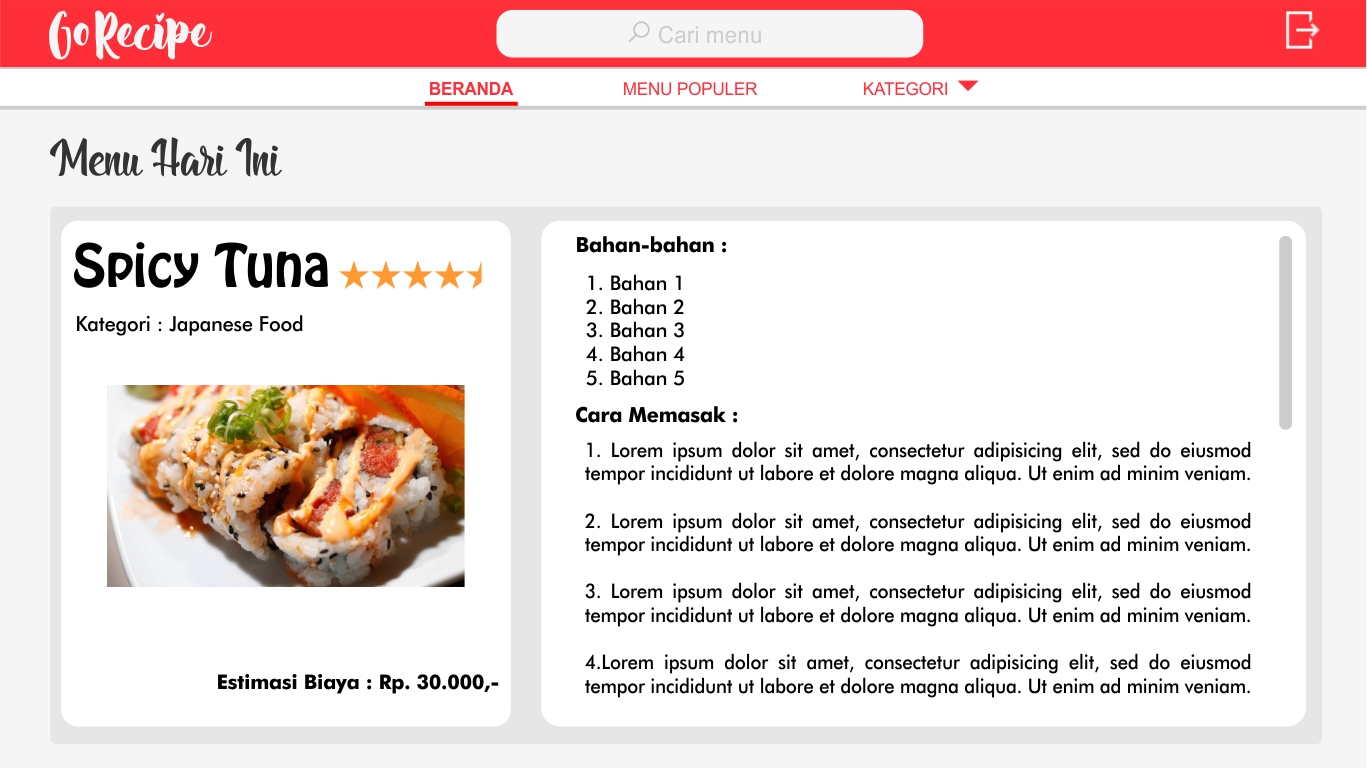 GoRecipe
Cari menu
BERANDA
MENU POPULER
KATEGORI
Menu Hari Ini
Spicy Tuna
Kategori : Japanese Food
Estimasi Biaya : Rp. 30.000,-
Bahan-bahan :
1. Bahan 1
2. Bahan 2
3. Bahan 3
4. Bahan 4
5. Bahan 5
Cara Memasak :
1. Lorem ipsum dolor sit amet, consectetur adipisicing elit, sed do eiusmod
tempor incididunt ut labore et dolore magna aliqua. Ut enim ad minim veniam.
2. Lorem ipsum dolor sit amet, consectetur adipisicing elit, sed do eiusmod
tempor incididunt ut labore et dolore magna aliqua. Ut enim ad minim veniam.
3. Lorem ipsum dolor sit amet, consectetur adipisicing elit, sed do eiusmod
tempor incididunt ut labore et dolore magna aliqua. Ut enim ad minim veniam.
4.Lorem ipsum dolor sit amet, consectetur adipisicing elit, sed do eiusmod
tempor incididunt ut labore et dolore magna aliqua. Ut enim ad minim veniam.